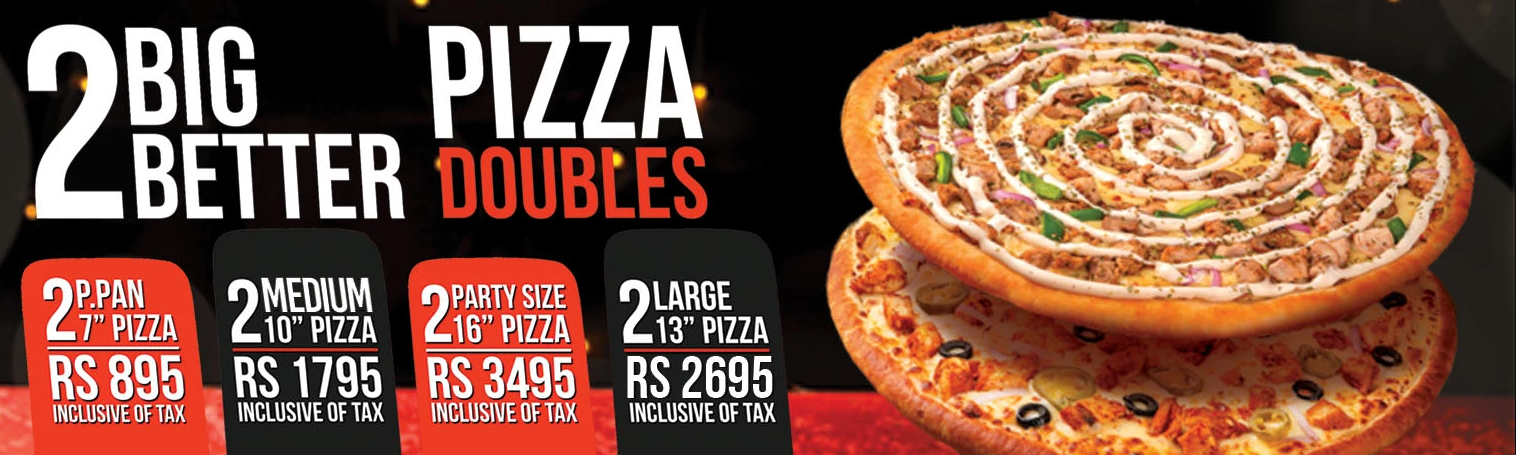 2 BIG
BETTER
PIZZA
DOUBLES
2 P.PAN
7” PIZZA
RS 895
INCLUSIVE OF TAX
2 MEDIUM
10” PIZZA
RS 1795
INCLUSIVE OF TAX
2 PARTY SIZE
16” PIZZA
RS 3495
INCLUSIVE OF TAX
2 LARGE
13” PIZZA
RS 2695
INCLUSIVE OF TAX